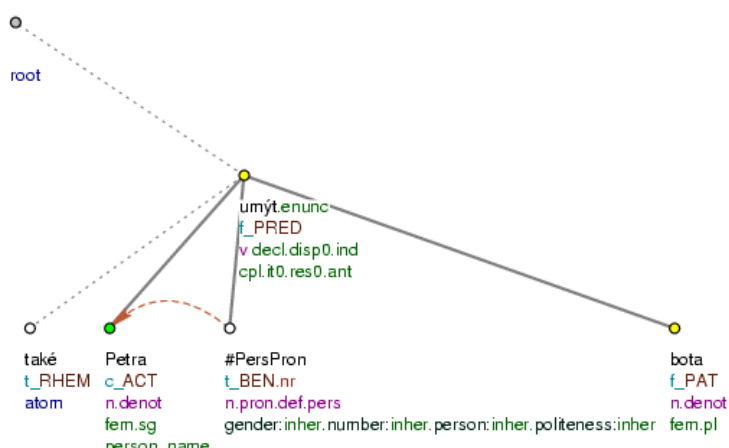 root
umýt.enunc
f_PRED
v decl.disp0.ind
cpl.it0.res0.ant
také
t_RHEM
atom
Petra
c_ACT
n.denot
fem.sg
person_name
#PersPron
t_BEN.nr
n.pron.def.pers
gender:inher.number:inher.person:inher.politeness:inher
bota
f_PAT
n.denot
fem.pl